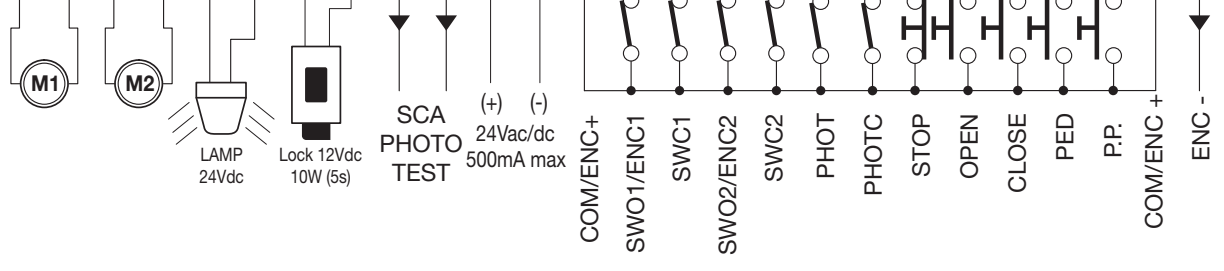 M1
M2
LAMP
24Vdc
Lock 12Vdc
10W (5s)
SCA
PHOTO
TEST
(+) (-)
24Vac/dc
500mA max
COM/ENC+
SWO1/ENC1
SWC1
SWO2/ENC2
SWC2
PHOT
PHOTC
STOP
OPEN
CLOSE
PED
P.P.
COM/ENC +
ENC -